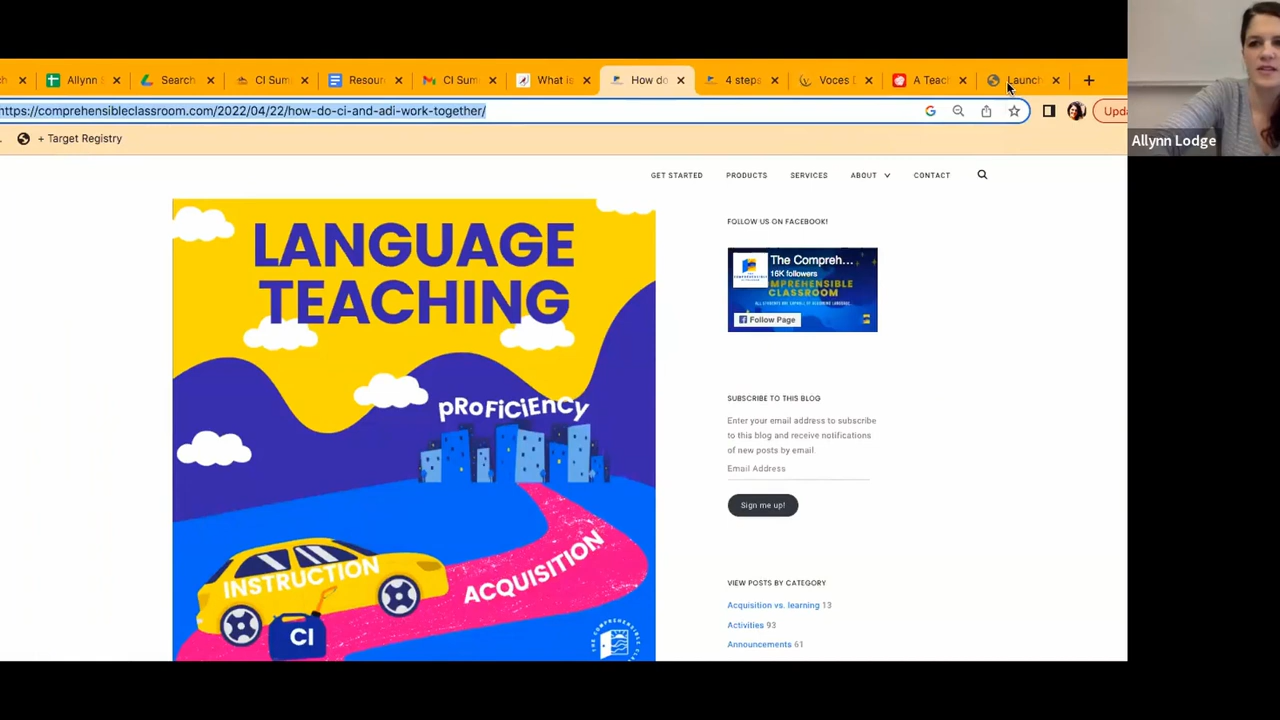 Allynn
Search
CI Sum
Resour
CI Sum
What is
How do
4 steps
Voces
A Teac
Launch
https://comprehensibleclassroom.com/2022/04/22/how-do-ci-and-adi-work-together/
Upda
+ Target Registry
Allynn Lodge
GET STARTED
PRODUCTS
SERVICES
ABOUT
CONTACT
LANGUAGE
TEACHING
pRoFiCiEnCy
INSTRUCTION
ACQUISITION
CI
FOLLOW US ON FACEBOOK!
The Compreh...
16K followers
MPREHENSIBLE
CLASSROOM
Follow Page
SUBSCRIBE TO THIS BLOG
Enter your email address to subscribe
to this blog and receive notifications
of new posts by email
Email Address
Sign me up!
VIEW POSTS BY CATEGORY
Acquisition vs. learning 13
Activities 93
Announcements 61